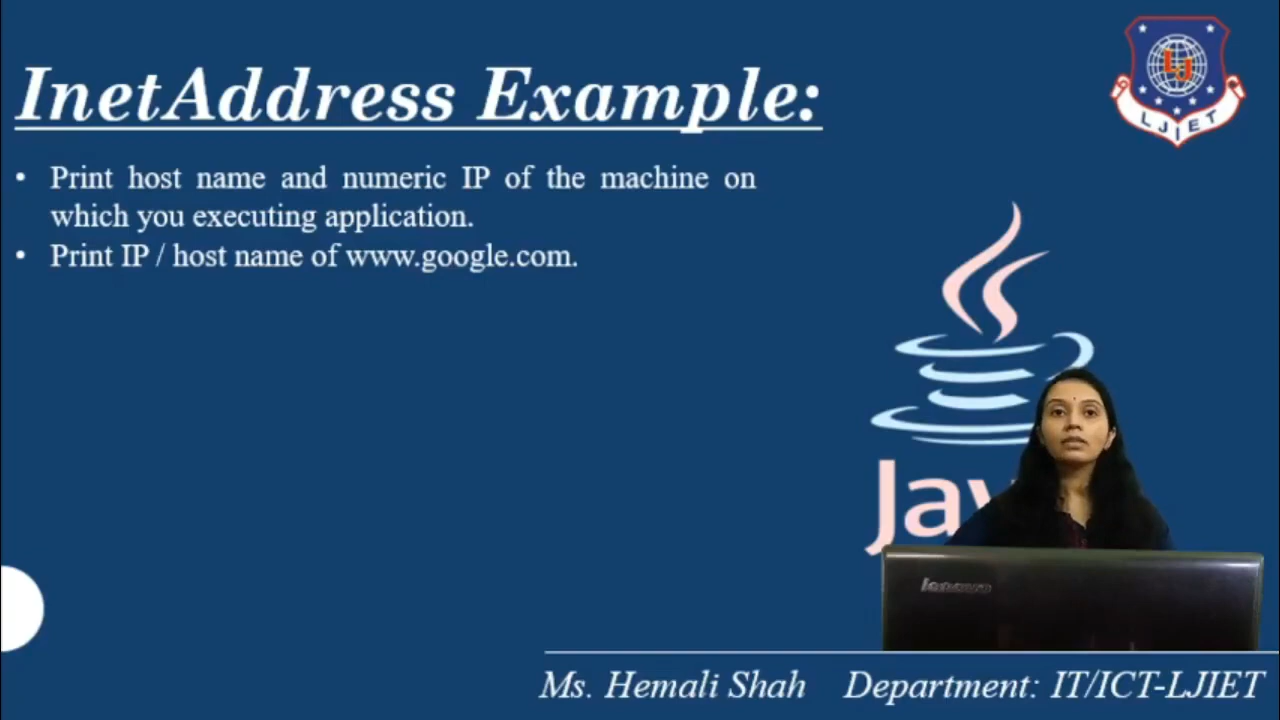 InetAddress Example:
• Print host name and numeric IP of the machine on
which you executing application.
• Print IP / host name of www.google.com.
LJ
LJIET
Jav
lenovo
Ms. Hemali Shah Department: IT/ICT-LJIET